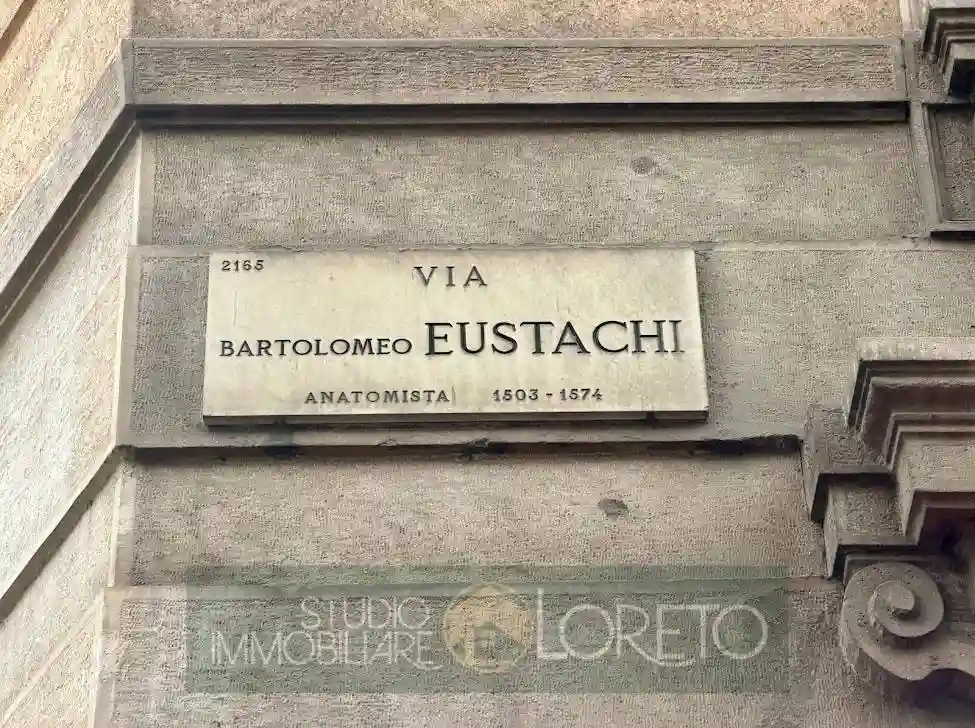 2165
VIA
BARTOLOMEO EUSTACHI
ANATOMISTA 1503 - 1574
STUDIO
IMMOBILIARE LORETO